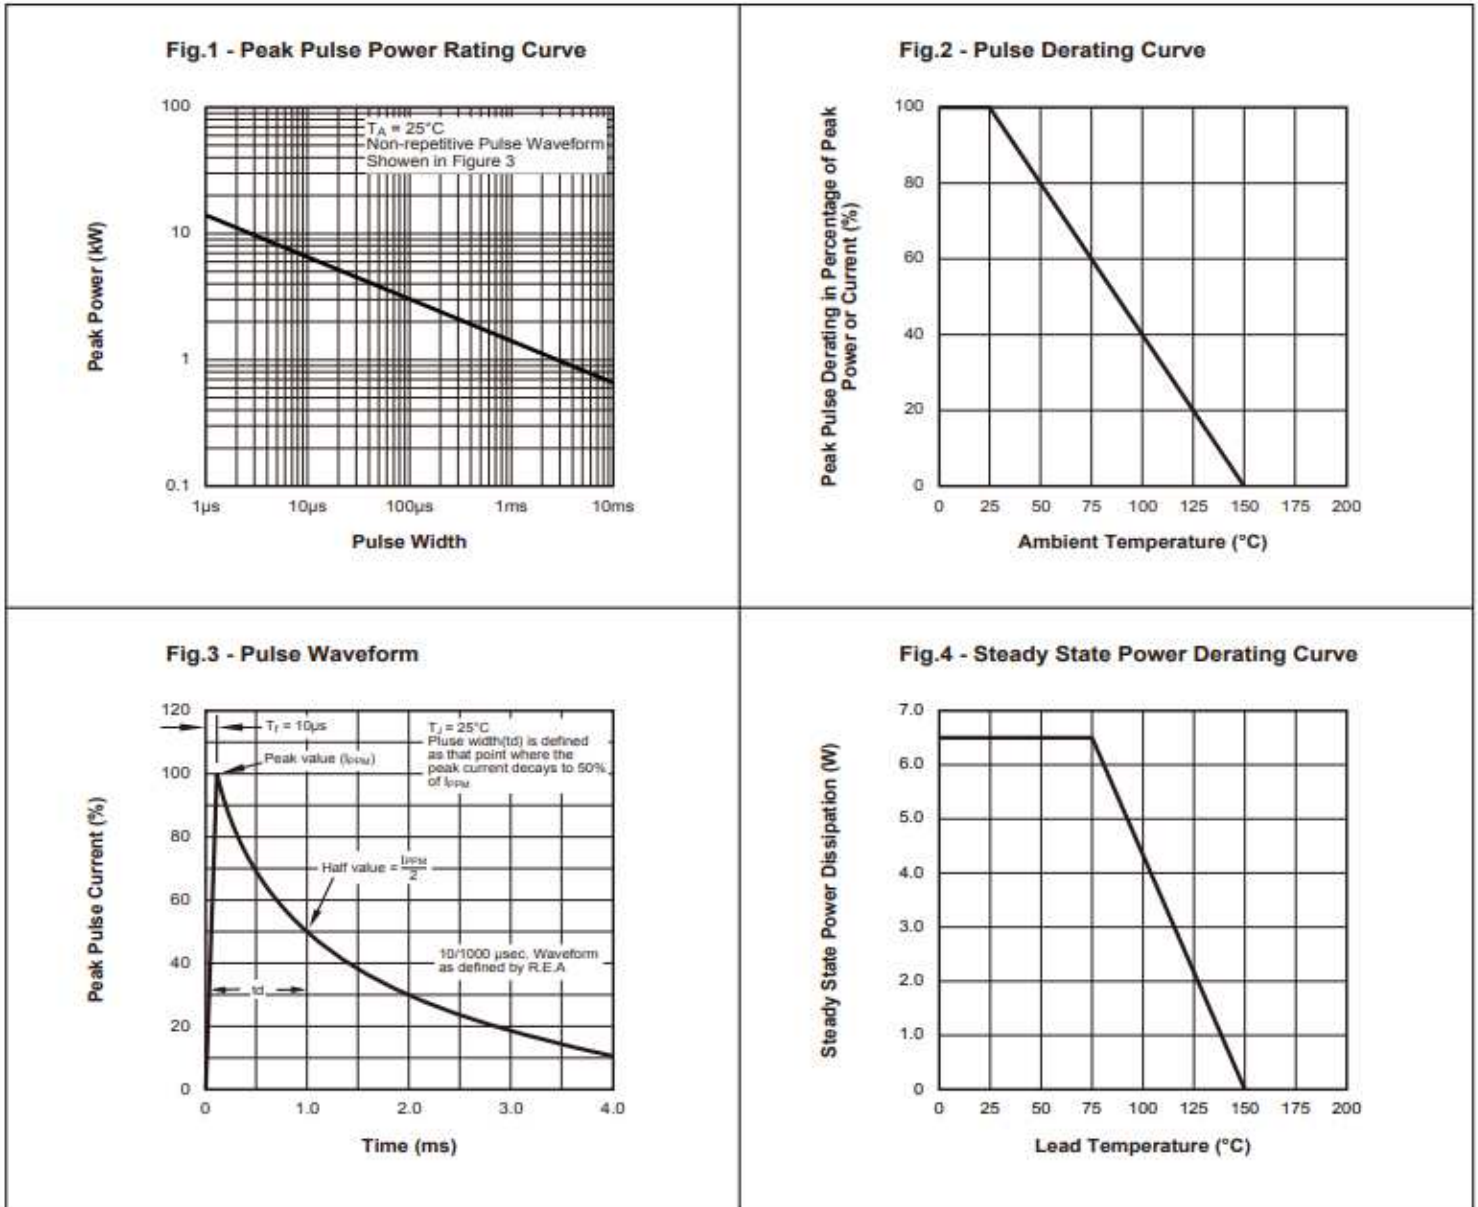 Fig.1 - Peak Pulse Power Rating Curve
Peak Power (kW)
100
10
1
0.1
TA = 25°C
Non-repetitive Pulse Waveform
Showen in Figure 3
1µs 10µs 100µs 1ms 10ms
Pulse Width
Fig.2 - Pulse Derating Curve
Peak Pulse Derating in Percentage of Peak
Power or Current (%)
100
80
60
40
20
0
0 25 50 75 100 125 150 175 200
Ambient Temperature (°C)
Fig.3 - Pulse Waveform
Peak Pulse Current (%)
120
100
80
60
40
20
0
Tr = 10µs
Peak value (IPPM)
TJ = 25°C
Pluse width(td) is defined
as that point where the
peak current decays to 50%
of IPPM
Half value = IPPM
2
10/1000 µsec. Waveform
as defined by R.E.A
td
0 1.0 2.0 3.0 4.0
Time (ms)
Fig.4 - Steady State Power Derating Curve
Steady State Power Dissipation (W)
7.0
6.0
5.0
4.0
3.0
2.0
1.0
0
0 25 50 75 100 125 150 175 200
Lead Temperature (°C)